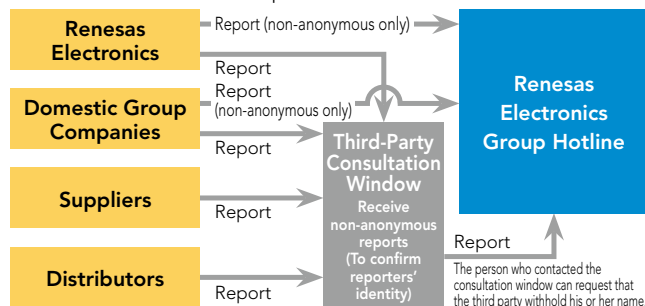 Renesas
Electronics
Report (non-anonymous only)
Report
Domestic Group
Companies
Report
(non-anonymous only)
Report
Suppliers
Report
Distributors
Report
Third-Party
Consultation
Window
Receive
non-anonymous
reports
(To confirm
reporters'
identity)
Renesas
Electronics
Group Hotline
Report
The person who contacted the
consultation window can request that
the third party withhold his or her name